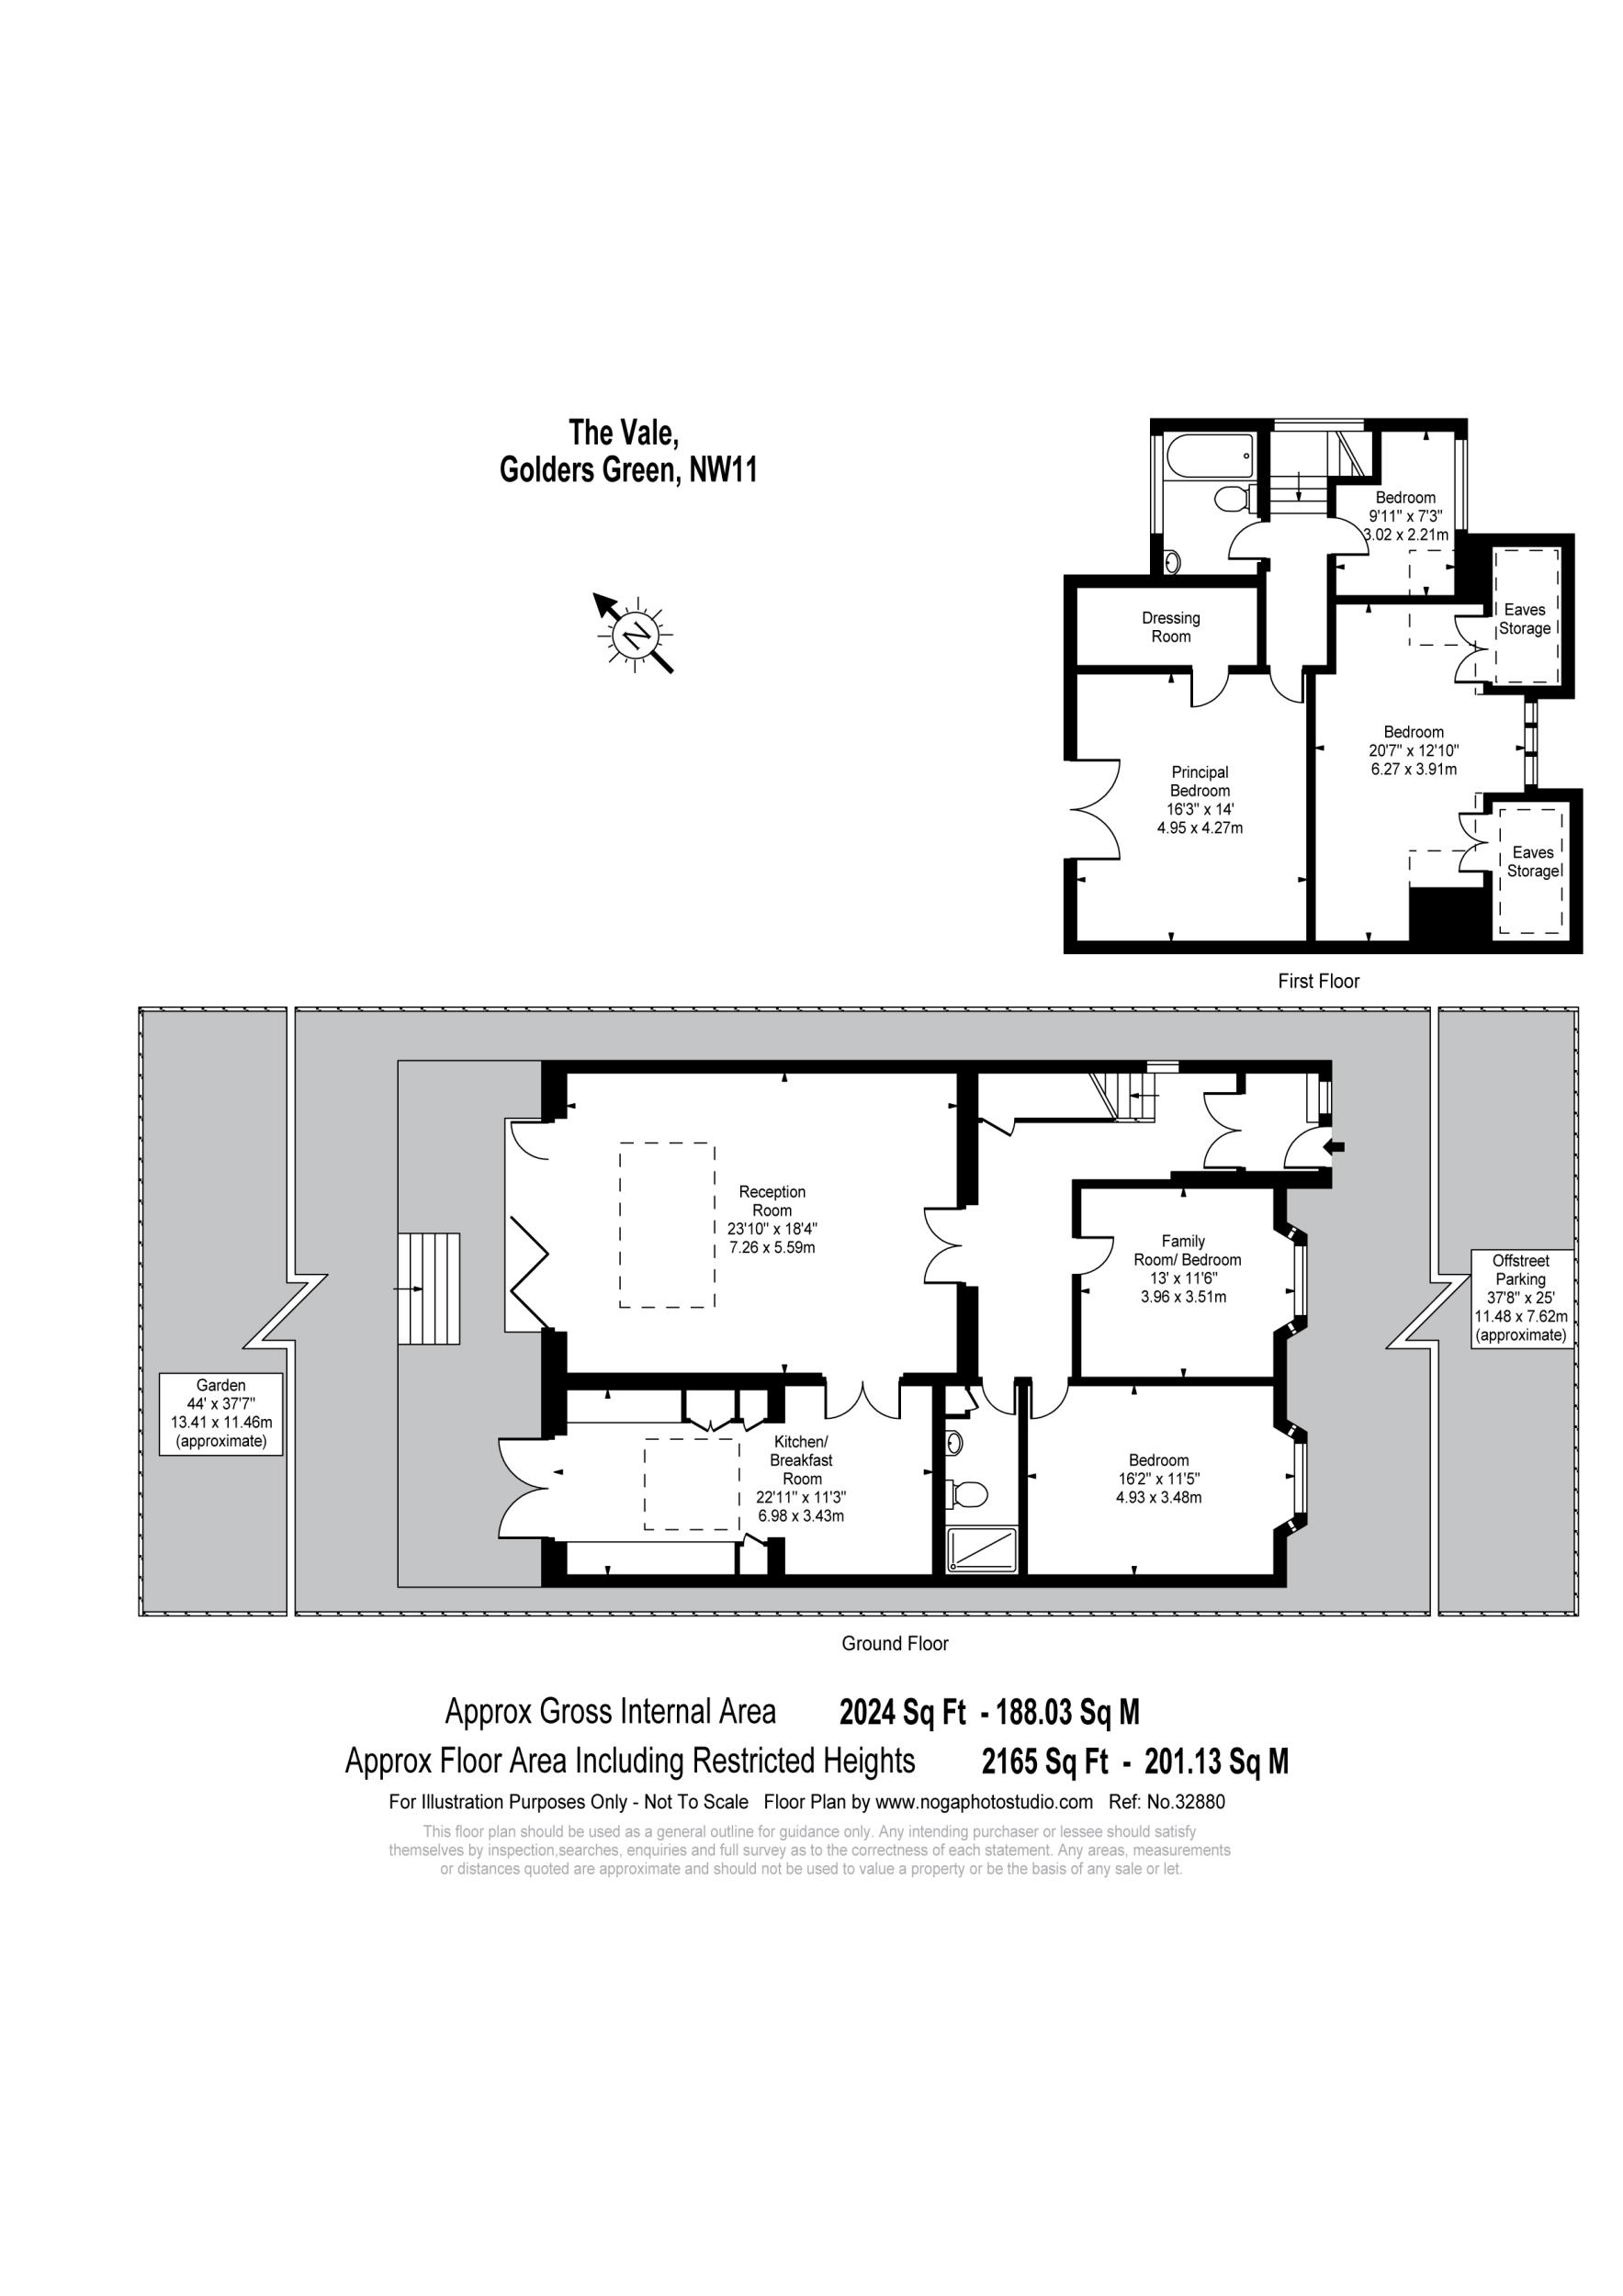 The Vale,
Golders Green, NW11
N
Bedroom
9'11" x 7'3"
3.02 x 2.21m
Eaves
Storage
Dressing
Room
Bedroom
20'7" x 12'10"
6.27 x 3.91m
Principal
Bedroom
16'3" x 14'
4.95 x 4.27m
Eaves
Storage
First Floor
Reception
Room
23'10" x 18'4"
7.26 x 5.59m
Family
Room/ Bedroom
13' x 11'6"
3.96 x 3.51m
Offstreet
Parking
37'8" x 25'
11.48 x 7.62m
(approximate)
Garden
44' x 37'7"
13.41 x 11.46m
(approximate)
Kitchen/
Breakfast
Room
22'11" x 11'3"
6.98 x 3.43m
Bedroom
16'2" x 11'5"
4.93 x 3.48m
Ground Floor
Approx Gross Internal Area 2024 Sq Ft - 188.03 Sq M
Approx Floor Area Including Restricted Heights 2165 Sq Ft - 201.13 Sq M
For Illustration Purposes Only - Not To Scale Floor Plan by www.nogaphotostudio.com Ref: No.32880
This floor plan should be used as a general outline for guidance only. Any intending purchaser or lessee should satisfy
themselves by inspection,searches, enquiries and full survey as to the correctness of each statement. Any areas, measurements
or distances quoted are approximate and should not be used to value a property or be the basis of any sale or let.